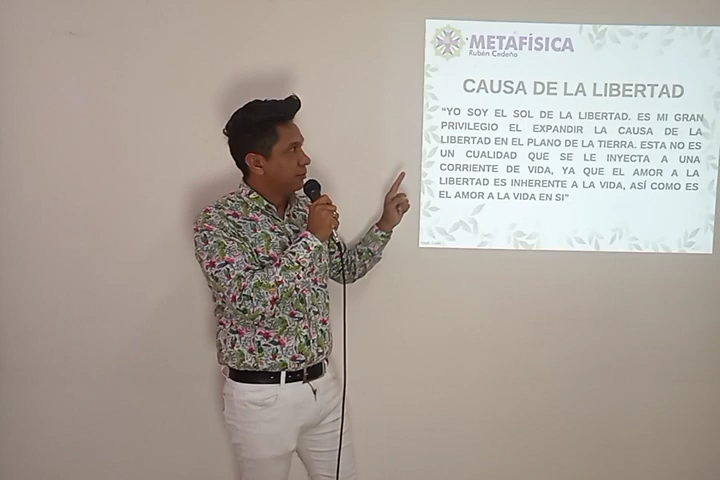 METAFÍSICA
Rubén Cedeño
CAUSA DE LA LIBERTAD
“YO SOY EL SOL DE LA LIBERTAD. ES MI GRAN
PRIVILEGIO EL EXPANDIR LA CAUSA DE LA
LIBERTAD EN EL PLANO DE LA TIERRA. ESTA NO ES
UN CUALIDAD QUE SE LE INYECTA A UNA
CORRIENTE DE VIDA, YA QUE EL AMOR A LA
LIBERTAD ES INHERENTE A LA VIDA, ASÍ COMO ES
EL AMOR A LA VIDA EN SI”